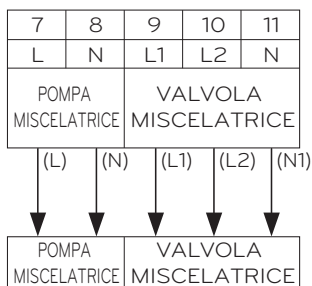 7 8 9 10 11
L N L1 L2 N
POMPA VALVOLA
MISCELATRICE MISCELATRICE
(L) (N) (L1) (L2) (N1)
POMPA VALVOLA
MISCELATRICE MISCELATRICE